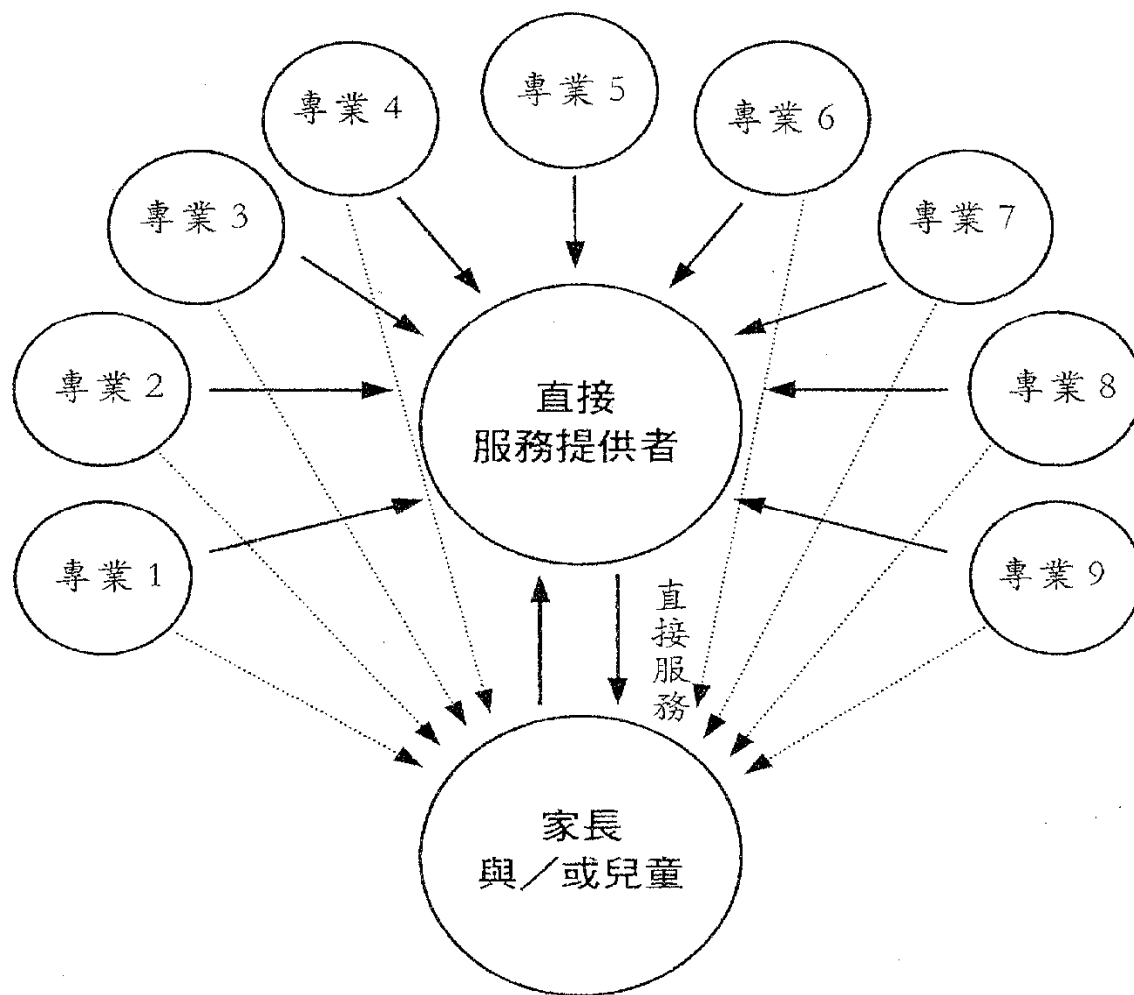 專業 5
專業 4
專業 6
專業 3
專業 7
專業 2
專業 8
直接
服務提供者
專業 1
專業 9
直接服務
家長
與／或兒童